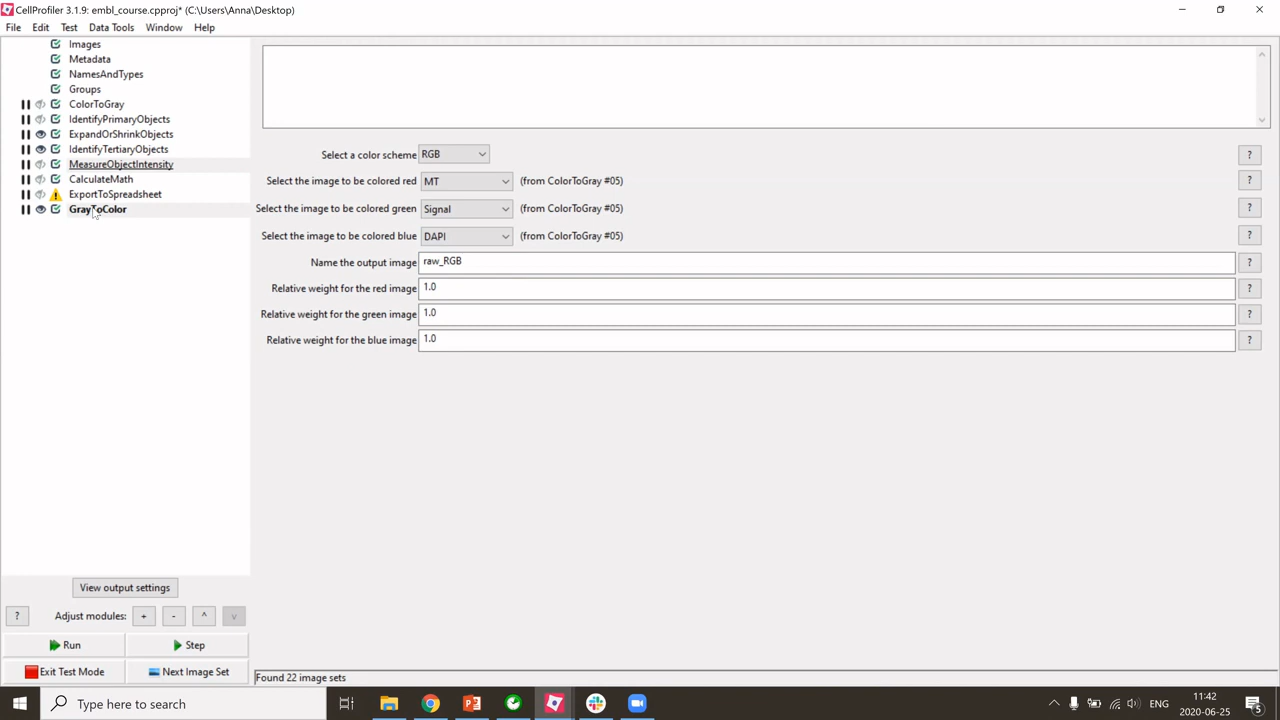 CellProfiler 3.1.9: embl_course.cpproj* (C:\Users\Anna\Desktop)
File Edit Test Data Tools Window Help
Images
Metadata
NamesAndTypes
Groups
ColorToGray
IdentifyPrimaryObjects
ExpandOrShrinkObjects
IdentifyTertiaryObjects
MeasureObjectIntensity
CalculateMath
ExportToSpreadsheet
GrayToColor
Select a color scheme RGB ?
Select the image to be colored red MT (from ColorToGray #05) ?
Select the image to be colored green Signal (from ColorToGray #05) ?
Select the image to be colored blue DAPI (from ColorToGray #05) ?
Name the output image raw_RGB ?
Relative weight for the red image 1.0 ?
Relative weight for the green image 1.0 ?
Relative weight for the blue image 1.0 ?
View output settings
? Adjust modules: + - ^ v
Run Step
Exit Test Mode Next Image Set
Found 22 image sets
Type here to search
ENG
11:42
2020-06-25
5